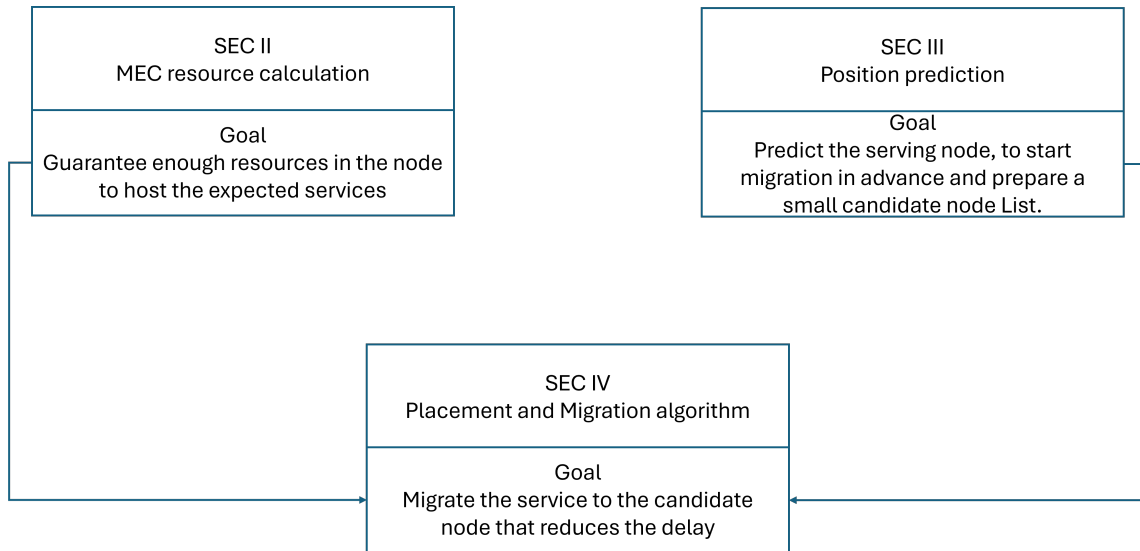 SEC II
MEC resource calculation
Goal
Guarantee enough resources in the node
to host the expected services
SEC III
Position prediction
Goal
Predict the serving node, to start
migration in advance and prepare a
small candidate node List.
SEC IV
Placement and Migration algorithm
Goal
Migrate the service to the candidate
node that reduces the delay